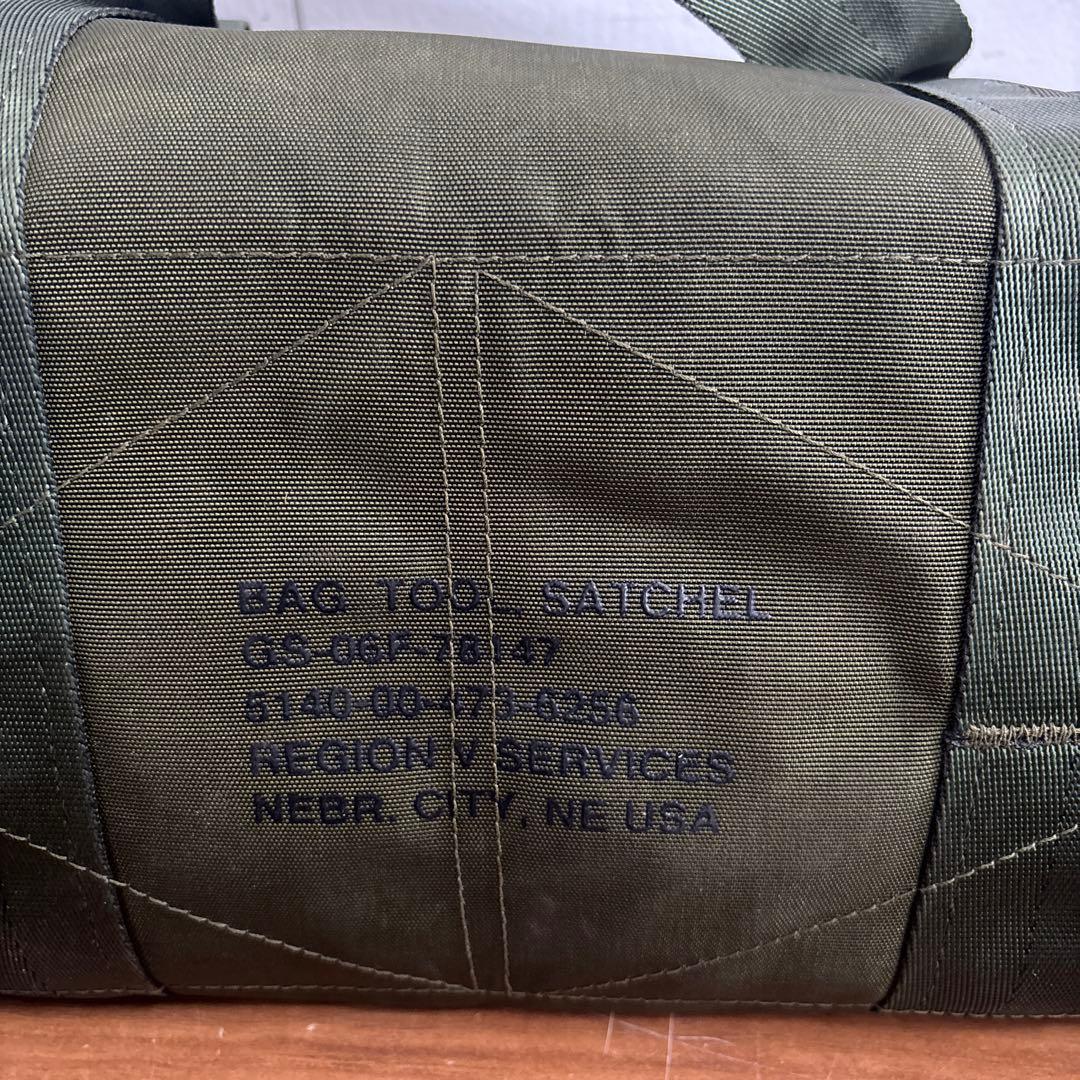 BAG TOOL, SATCHEL
GS-06F-78147
5140-00-473-6256
REGION V SERVICES
NEBR. CITY, NE USA